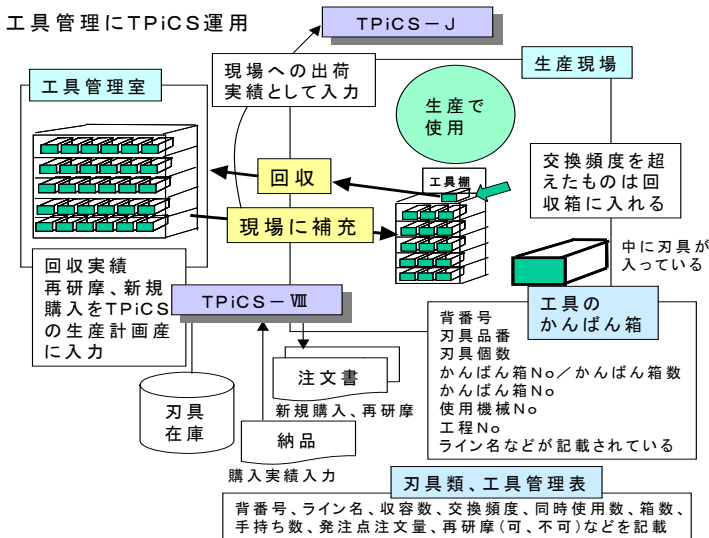 工具管理にTPiCS運用
TPiCS－J
工具管理室
現場への出荷
実績として入力
生産現場
生産で
使用
回収
工具棚
現場に補充
交換頻度を超
えたものは回
収箱に入れる
中に刃具が
入っている
回収実績
再研摩、新規
購入をTPiCS
の生産計画産
に入力
TPiCS－Ⅷ
工具の
かんばん箱
背番号
刃具品番
刃具個数
かんばん箱No／かんばん箱数
かんばん箱No
使用機械No
工程No
ライン名などが記載されている
注文書
新規購入、再研摩
刃具
在庫
納品
購入実績入力
刃具類、工具管理表
背番号、ライン名、収容数、交換頻度、同時使用数、箱数、
手持ち数、発注点注文量、再研摩（可、不可）などを記載